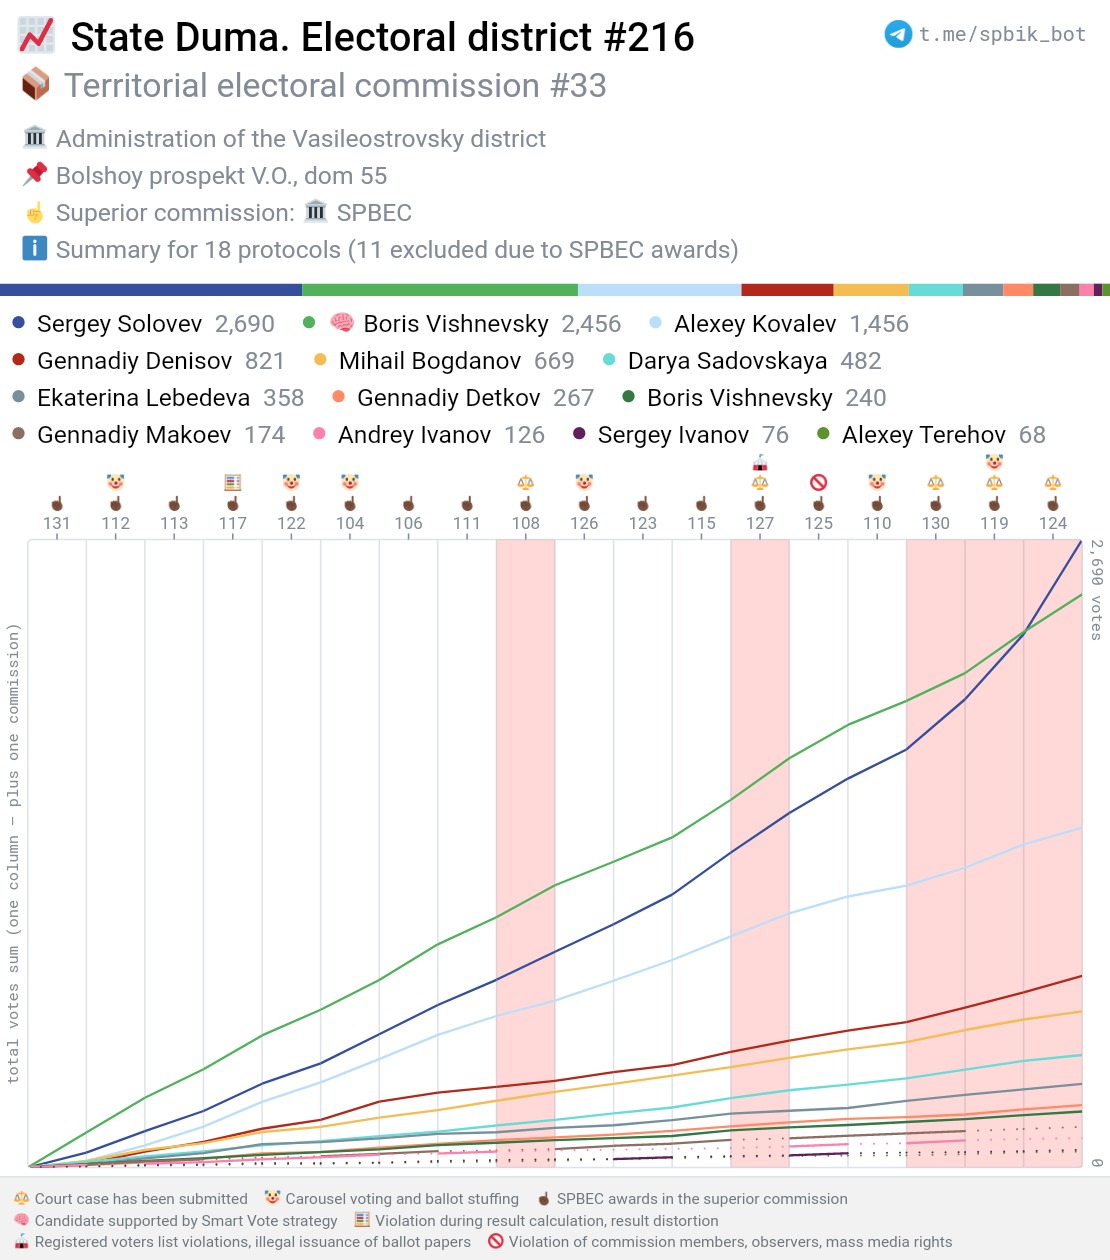 State Duma. Electoral district #216
t.me/spbik_bot
Territorial electoral commission #33
Administration of the Vasileostrovsky district
Bolshoy prospekt V.O., dom 55
Superior commission: SPBEC
Summary for 18 protocols (11 excluded due to SPBEC awards)
Sergey Solovev 2,690 Boris Vishnevsky 2,456 Alexey Kovalev 1,456
Gennadiy Denisov 821 Mihail Bogdanov 669 Darya Sadovskaya 482
Ekaterina Lebedeva 358 Gennadiy Detkov 267 Boris Vishnevsky 240
Gennadiy Makoev 174 Andrey Ivanov 126 Sergey Ivanov 76 Alexey Terehov 68
131 112 113 117 122 104 106 111 108 126 123 115 127 125 110 130 119 124
2,690 votes
total votes sum (one column – plus one commission)
0
Court case has been submitted Carousel voting and ballot stuffing SPBEC awards in the superior commission
Candidate supported by Smart Vote strategy Violation during result calculation, result distortion
Registered voters list violations, illegal issuance of ballot papers Violation of commission members, observers, mass media rights